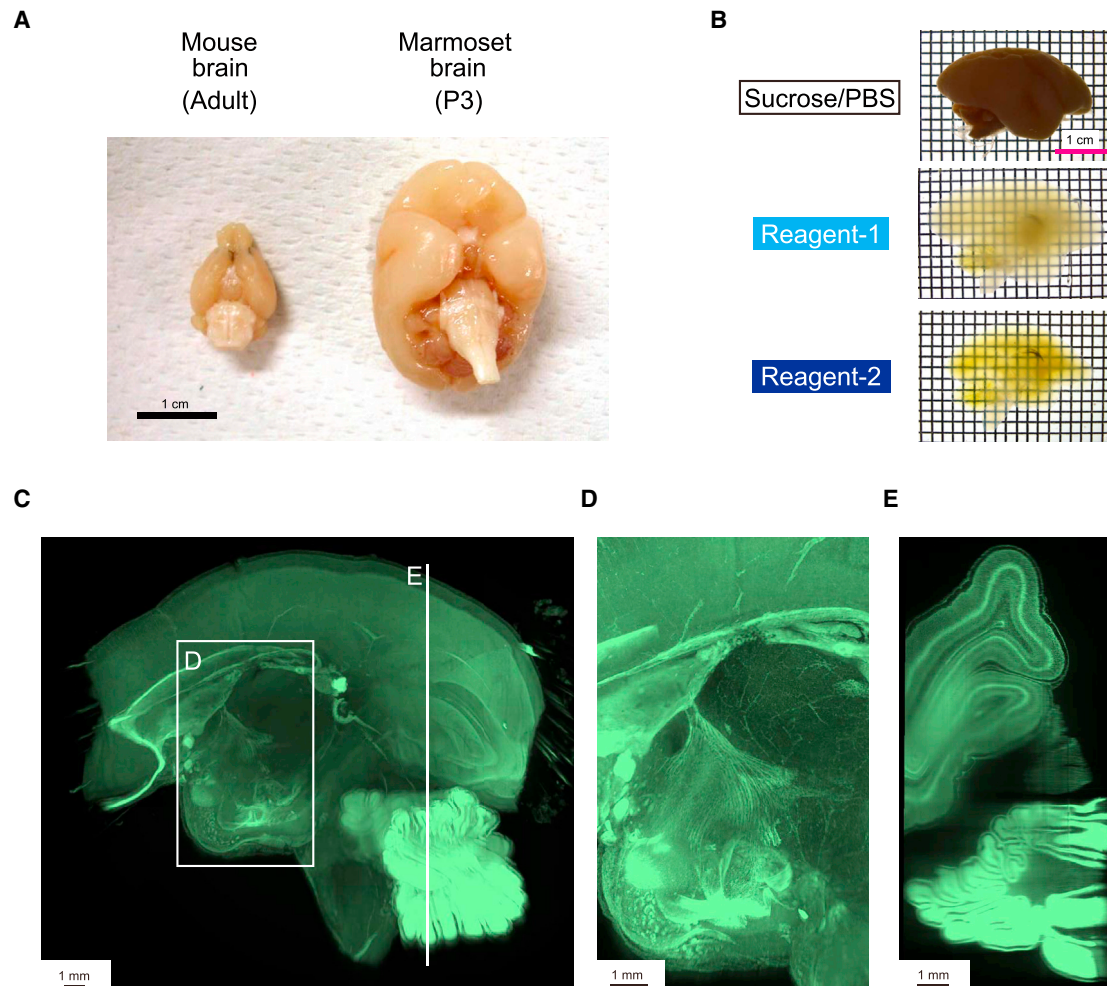 A
Mouse
brain
(Adult)
Marmoset
brain
(P3)
1 cm
B
Sucrose/PBS
1 cm
Reagent-1
Reagent-2
C
D
E
1 mm
D
1 mm
E
1 mm